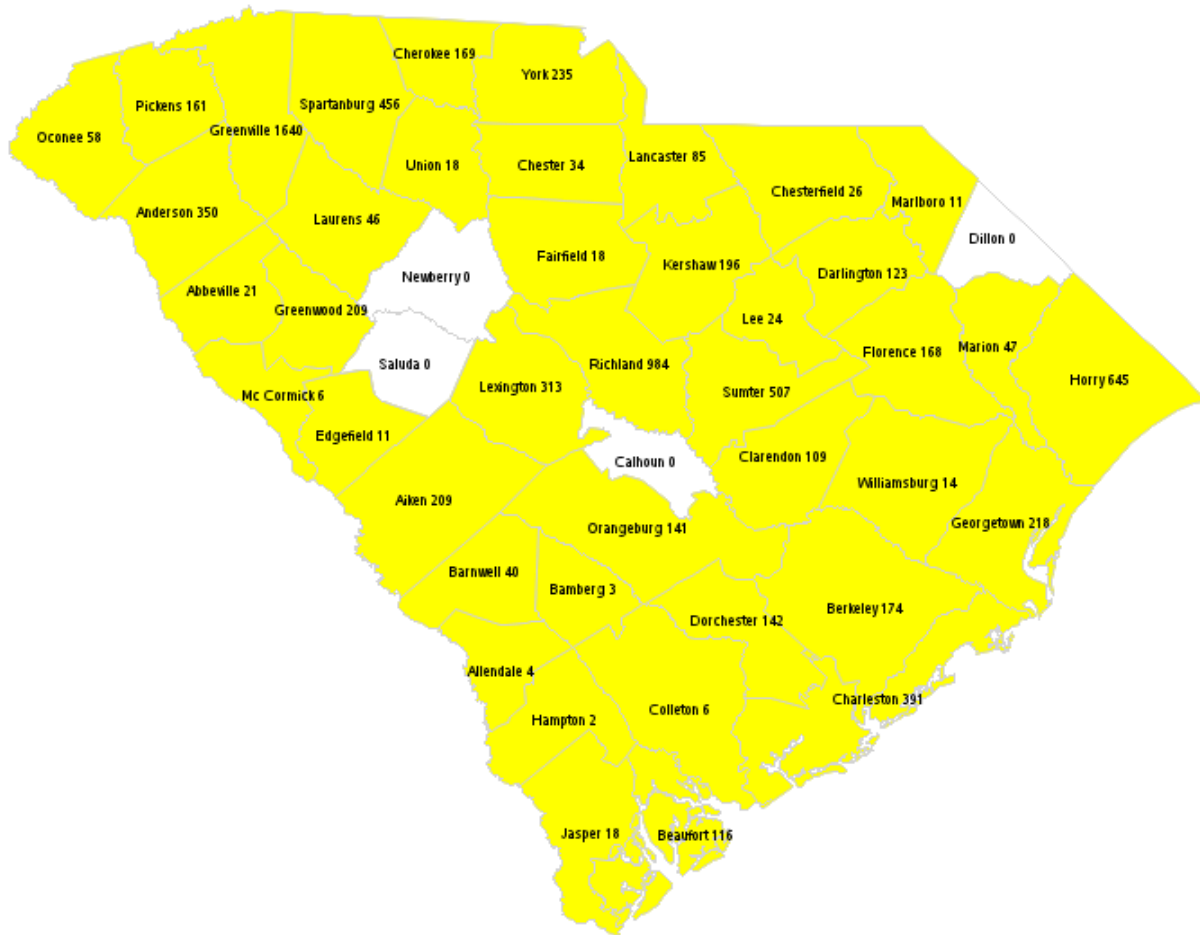 Cherokee 169
York 235
Pickens 161
Spartanburg 456
Greenville 1640
Oconee 58
Union 18
Chester 34
Lancaster 85
Chesterfield 26
Marlboro 11
Anderson 350
Laurens 46
Dillon 0
Fairfield 18
Kershaw 196
Darlington 123
Newberry 0
Abbeville 21
Greenwood 209
Lee 24
Florence 168
Marion 47
Saluda 0
Richland 984
Horry 645
Lexington 313
Sumter 507
Mc Cormick 6
Edgefield 11
Clarendon 109
Calhoun 0
Williamsburg 14
Aiken 209
Georgetown 218
Orangeburg 141
Barnwell 40
Bamberg 3
Berkeley 174
Dorchester 142
Allendale 4
Charleston 391
Colleton 6
Hampton 2
Jasper 18
Beaufort 116